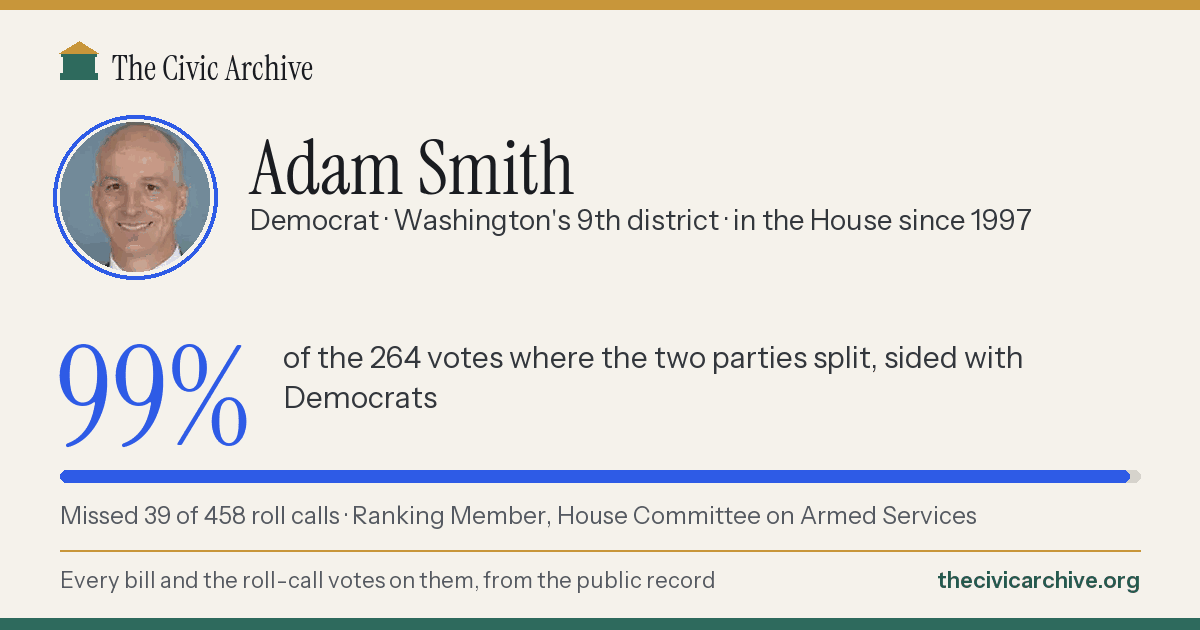 The Civic Archive
Adam Smith
Democrat · Washington's 9th district · in the House since 1997
99%
of the 264 votes where the two parties split, sided with
Democrats
Missed 39 of 458 roll calls · Ranking Member, House Committee on Armed Services
Every bill and the roll-call votes on them, from the public record
thecivicarchive.org